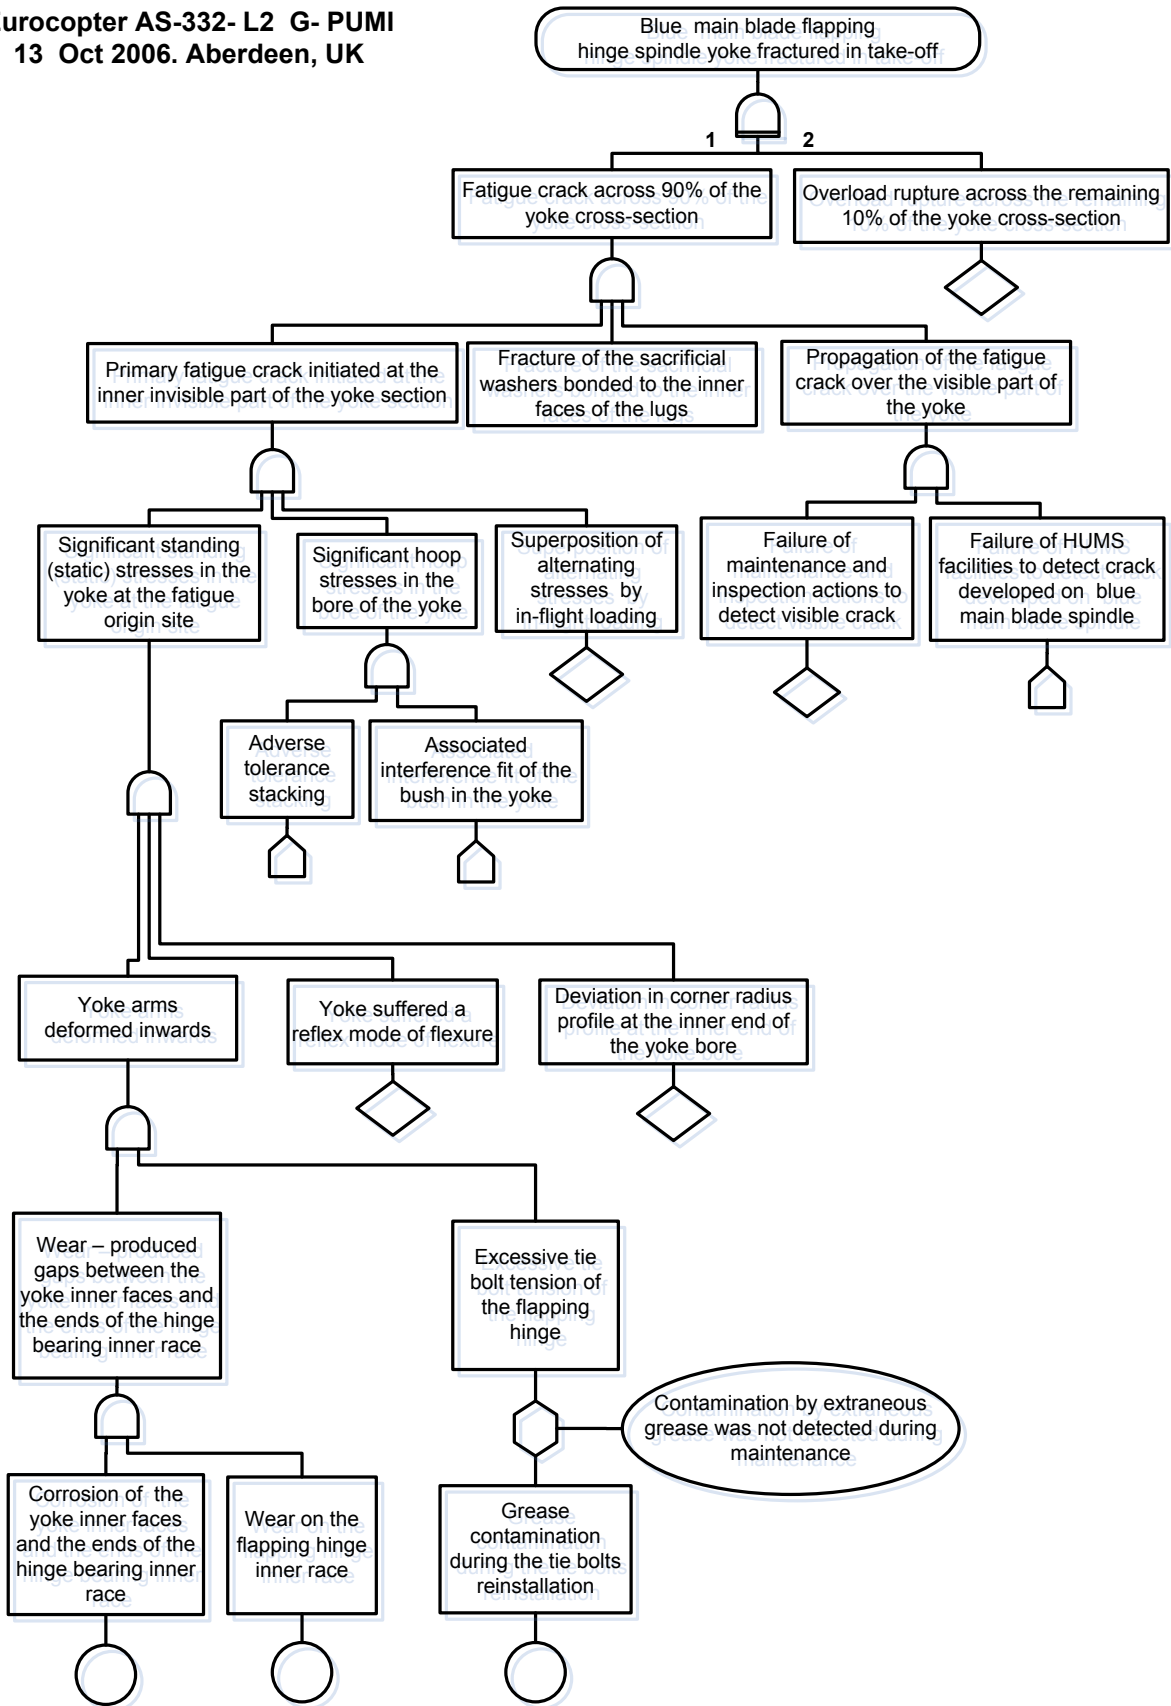 Eurocopter AS-332- L2 G- PUMI
13 Oct 2006. Aberdeen, UK
Blue main blade flapping
hinge spindle yoke fractured in take-off
1
2
Fatigue crack across 90% of the
yoke cross-section
Overload rupture across the remaining
10% of the yoke cross-section
Primary fatigue crack initiated at the
inner invisible part of the yoke section
Fracture of the sacrificial
washers bonded to the inner
faces of the lugs
Propagation of the fatigue
crack over the visible part of
the yoke
Significant standing
(static) stresses in the
yoke at the fatigue
origin site
Significant hoop
stresses in the
bore of the yoke
Superposition of
alternating
stresses by
in-flight loading
Failure of
maintenance and
inspection actions to
detect visible crack
Failure of HUMS
facilities to detect crack
developed on blue
main blade spindle
Adverse
tolerance
stacking
Associated
interference fit of the
bush in the yoke
Yoke arms
deformed inwards
Yoke suffered a
reflex mode of flexure
Deviation in corner radius
profile at the inner end of
the yoke bore
Wear – produced
gaps between the
yoke inner faces and
the ends of the hinge
bearing inner race
Excessive tie
bolt tension of
the flapping
hinge
Contamination by extraneous
grease was not detected during
maintenance
Corrosion of the
yoke inner faces
and the ends of the
hinge bearing inner
race
Wear on the
flapping hinge
inner race
Grease
contamination
during the tie bolts
reinstallation